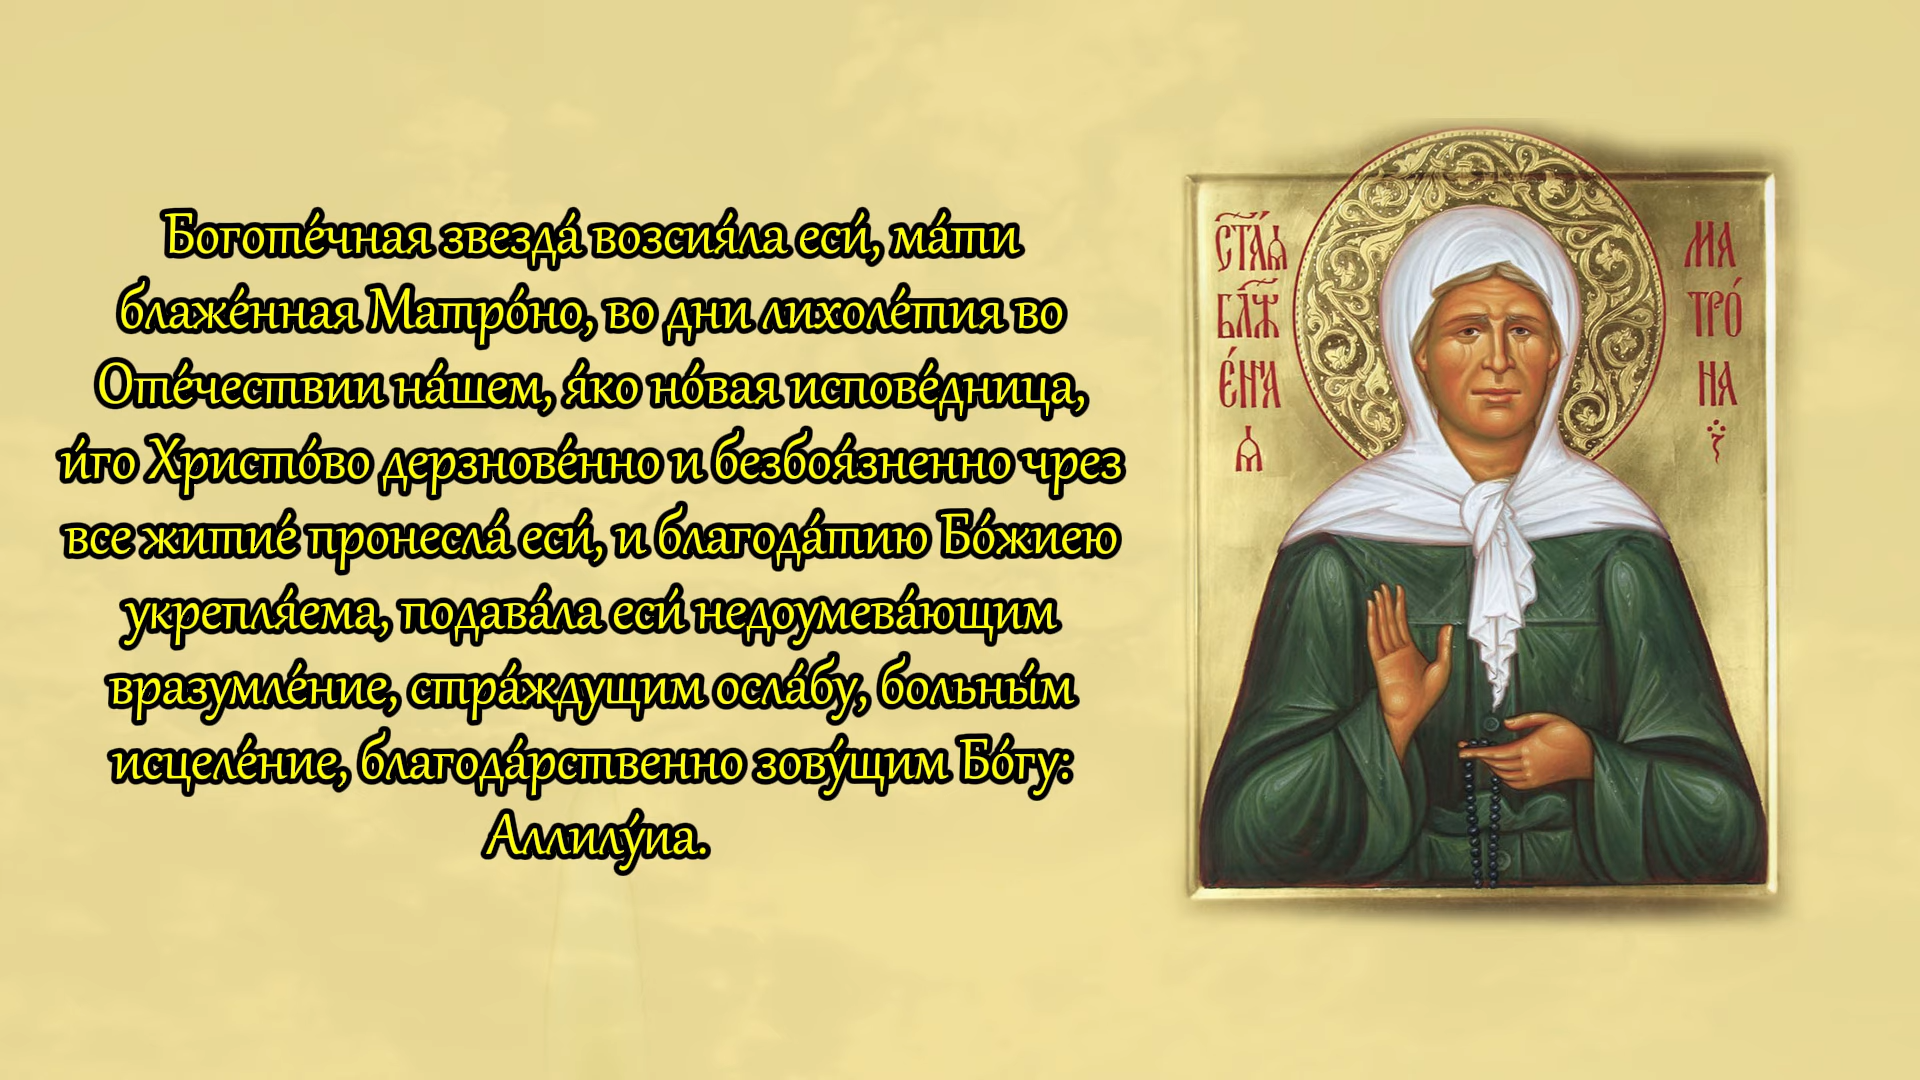 Боготе́чная звезда́ возсия́ла еси́, ма́ти
блаже́нная Матро́но, во дни лихоле́тия во
Оте́чествии на́шем, я́ко но́вая испове́дница,
и́го Христо́во дерзнове́нно и безбоя́зненно чрез
все житие́ пронесла́ еси́, и благода́тию Бо́жиею
укрепля́ема, подава́ла еси́ недоумева́ющим
вразумле́ние, стра́ждущим осла́бу, больны́м
исцеле́ние, благода́рственно зову́щим Бо́гу:
Аллилу́иа.
СТА́Ѧ
БЛЖ
Е́ННА
Ѧ
МА
ТРО́
НА